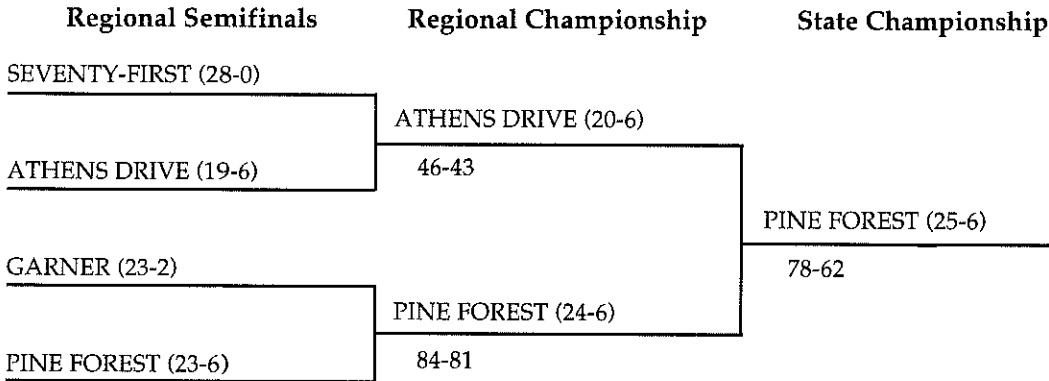 Regional Semifinals Regional Championship State Championship
SEVENTY-FIRST (28-0)
ATHENS DRIVE (20-6)
46-43
ATHENS DRIVE (19-6)
PINE FOREST (25-6)
78-62
GARNER (23-2)
PINE FOREST (24-6)
84-81
PINE FOREST (23-6)